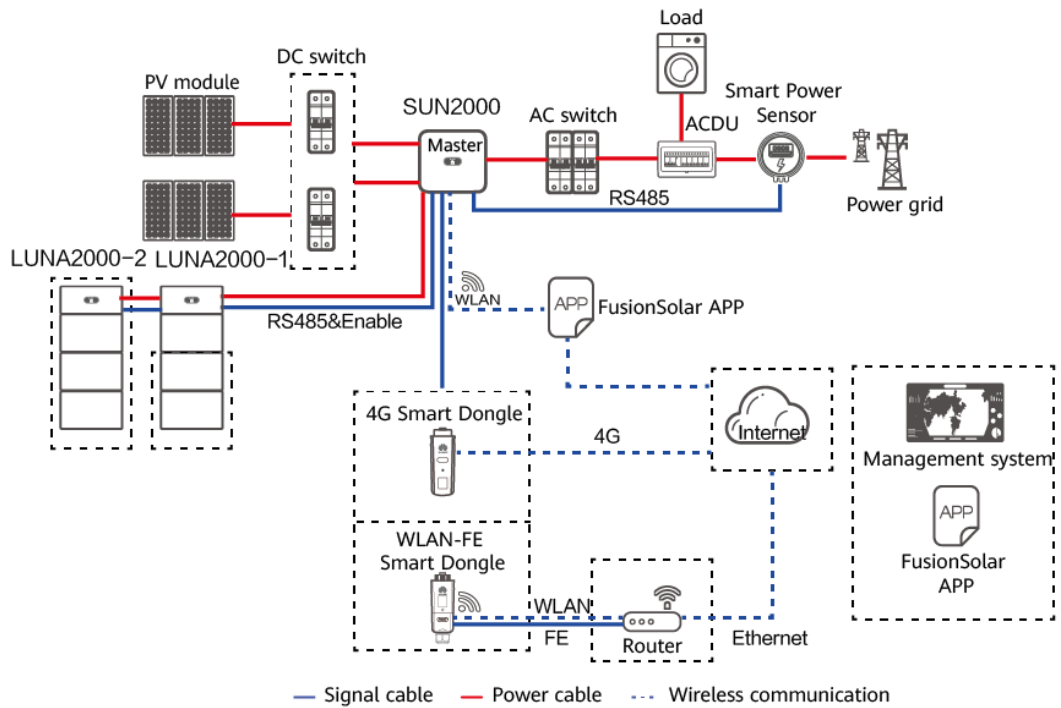 Load
DC switch
PV module
Smart Power
Sensor
SUN2000
AC switch
ACDU
Master
RS485
Power grid
LUNA2000-2
LUNA2000-1
WLAN
APP
FusionSolar APP
RS485&Enable
4G Smart Dongle
4G
Internet
Management system
APP
FusionSolar
APP
WLAN-FE
Smart Dongle
WLAN
FE
Router
Ethernet
Signal cable
Power cable
Wireless communication